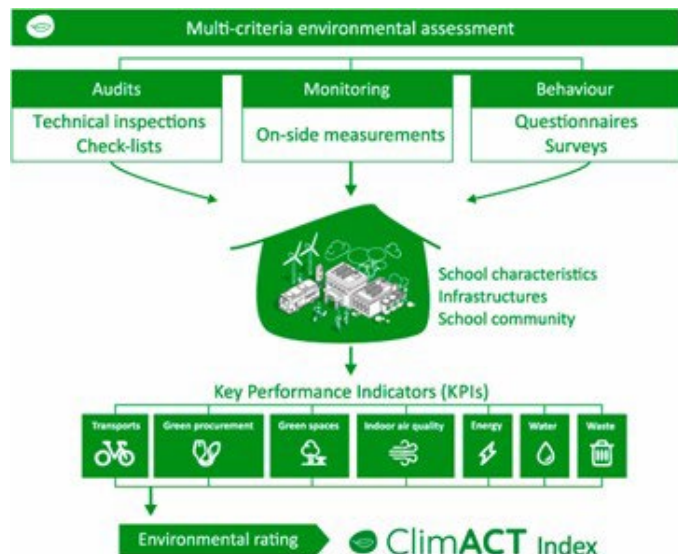 Multi-criteria environmental assessment
Audits
Technical inspections
Check-lists
Monitoring
On-side measurements
Behaviour
Questionnaires
Surveys
School characteristics
Infrastructures
School community
Key Performance Indicators (KPIs)
Transports
Green procurement
Green spaces
Indoor air quality
Energy
Water
Waste
Environmental rating
ClimACT Index